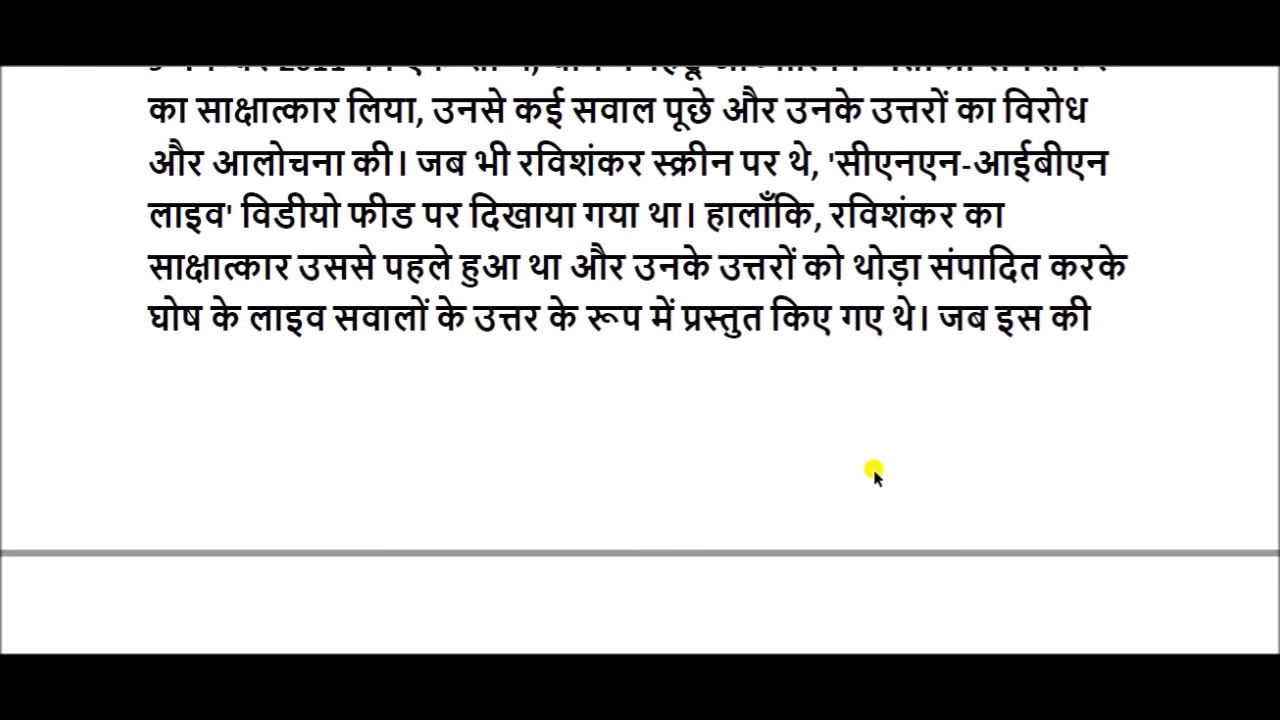 का साक्षात्कार लिया, उनसे कई सवाल पूछे और उनके उत्तरों का विरोध
और आलोचना की। जब भी रविशंकर स्क्रीन पर थे, 'सीएनएन-आईबीएन
लाइव' विडीयो फीड पर दिखाया गया था। हालाँकि, रविशंकर का
साक्षात्कार उससे पहले हुआ था और उनके उत्तरों को थोड़ा संपादित करके
घोष के लाइव सवालों के उत्तर के रूप में प्रस्तुत किए गए थे। जब इस की